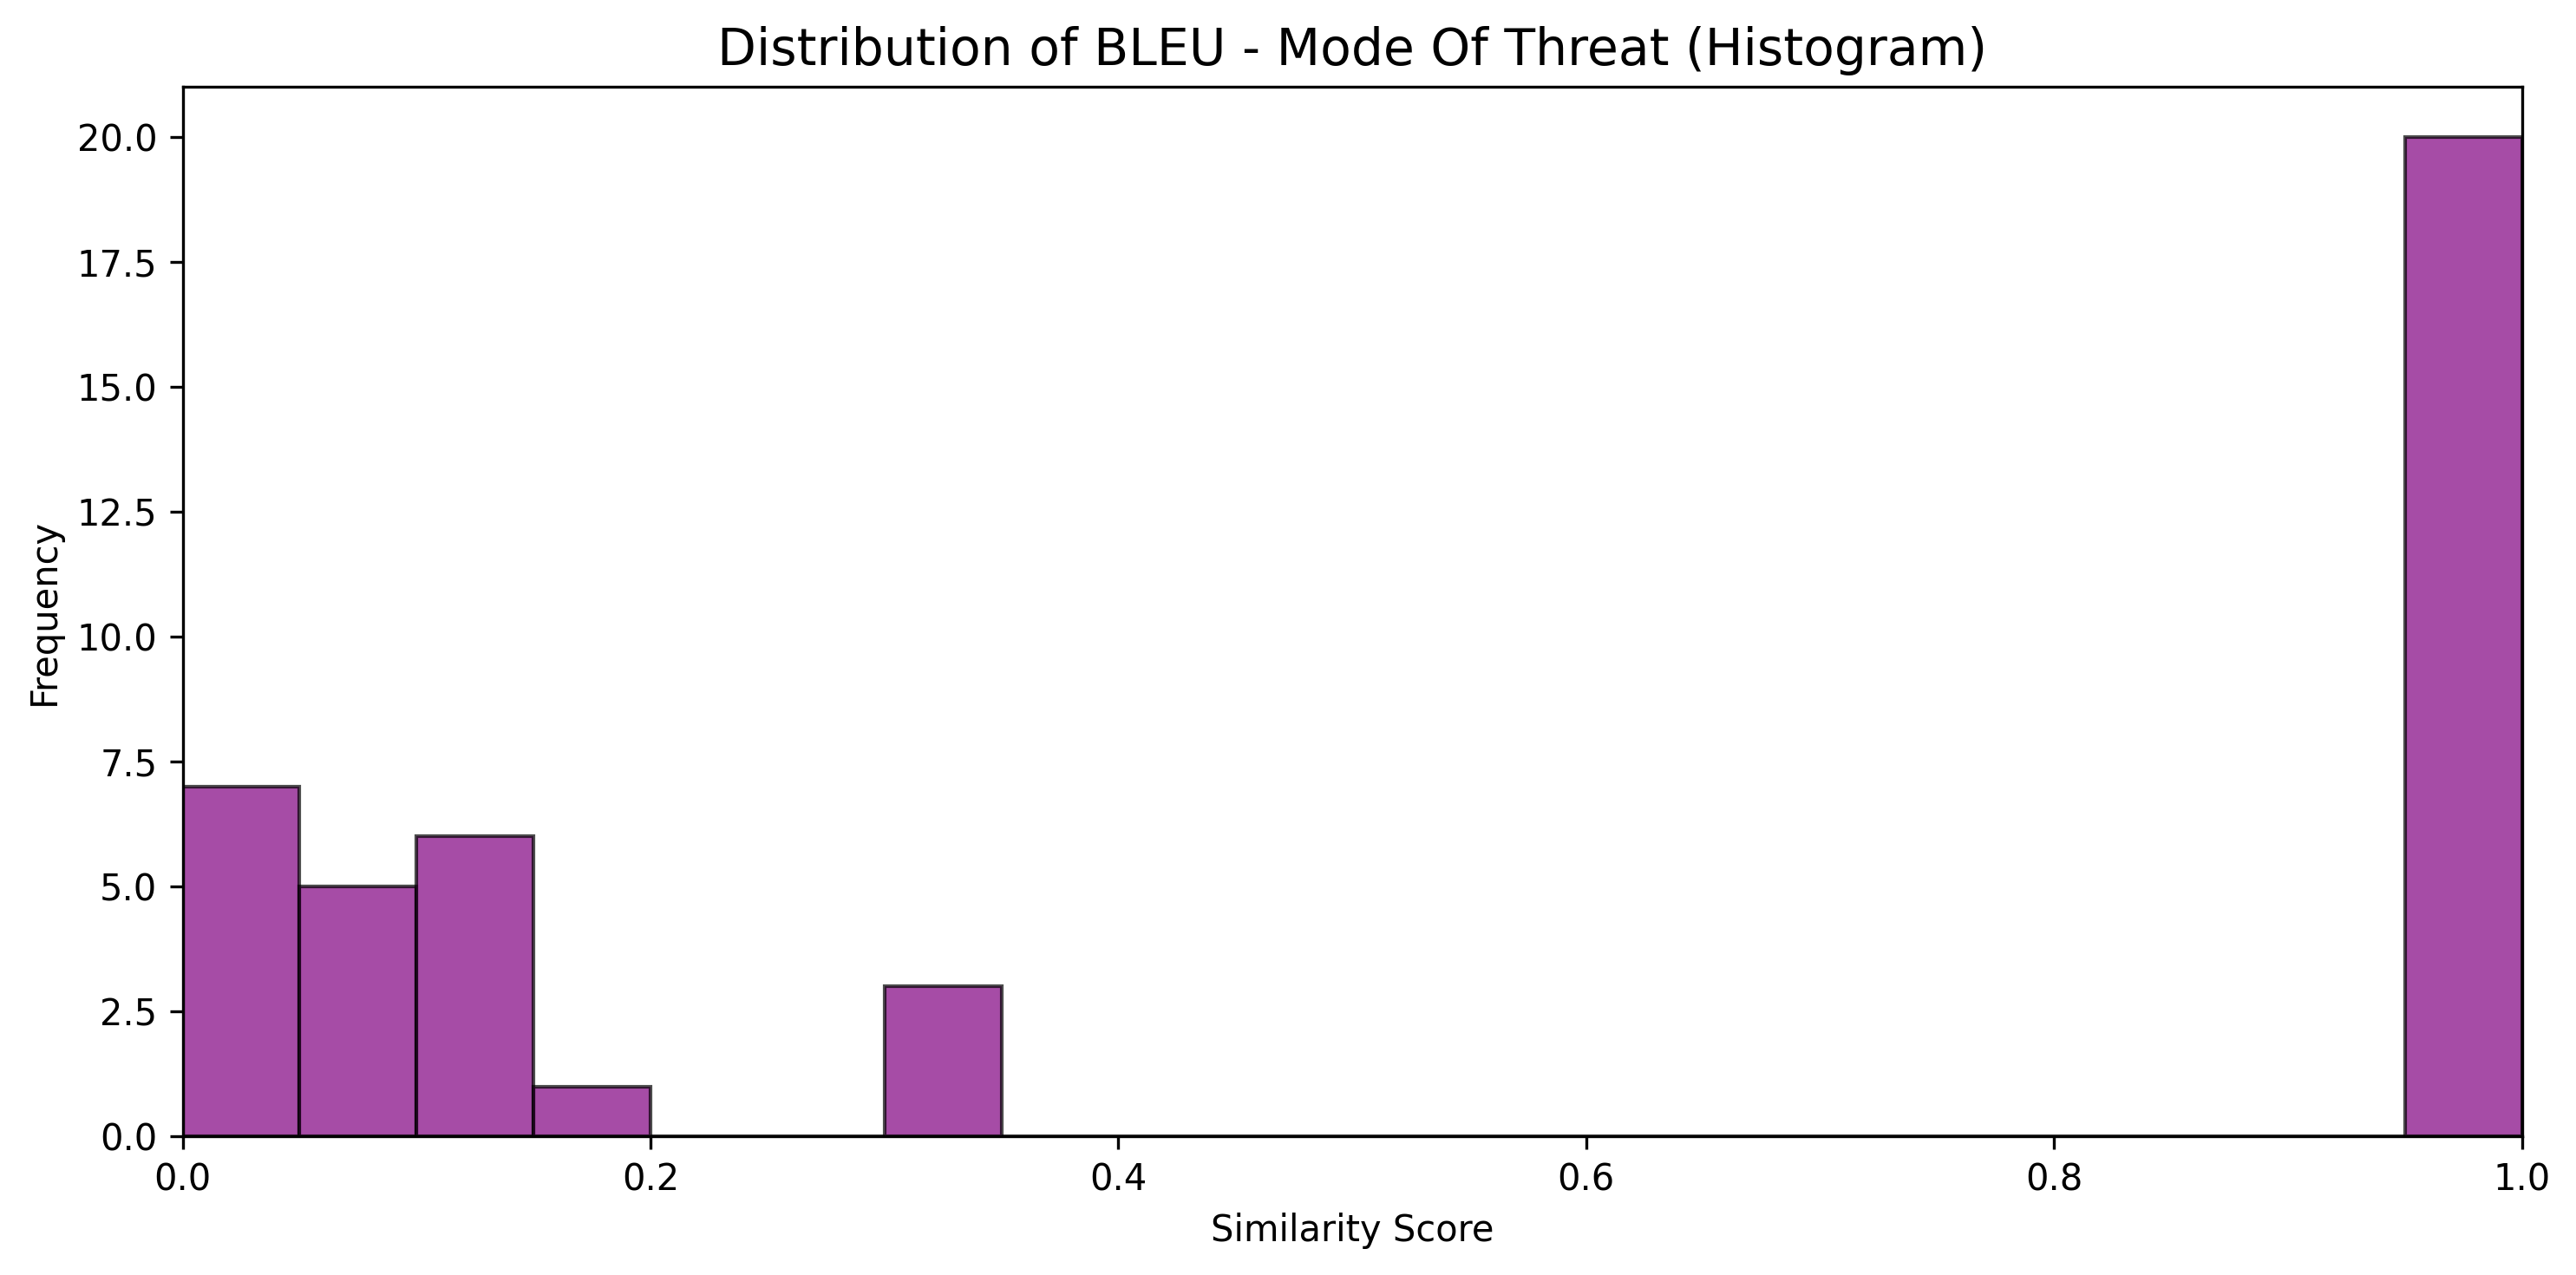 Distribution of BLEU - Mode Of Threat (Histogram)
20.0
17.5
15.0
12.5
10.0
7.5
5.0
2.5
0.0
Frequency
0.0 0.2 0.4 0.6 0.8 1.0
Similarity Score